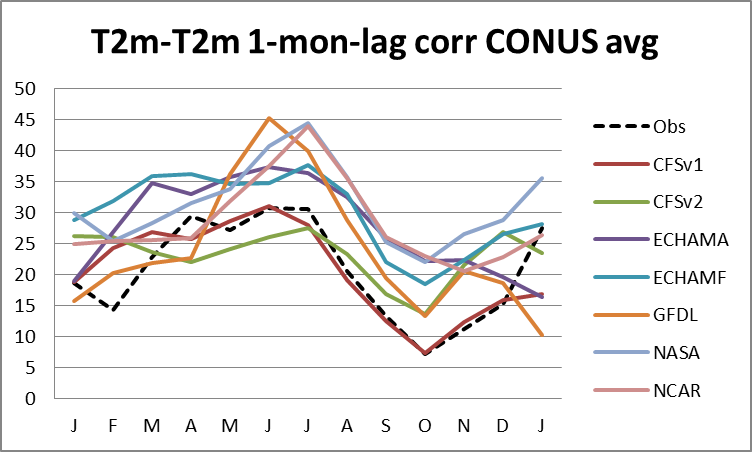 T2m-T2m 1-mon-lag corr CONUS avg
50
45
40
35
30
25
20
15
10
5
0
J F M A M J J A S O N D J
Obs
CFSv1
CFSv2
ECHAMA
ECHAMF
GFDL
NASA
NCAR